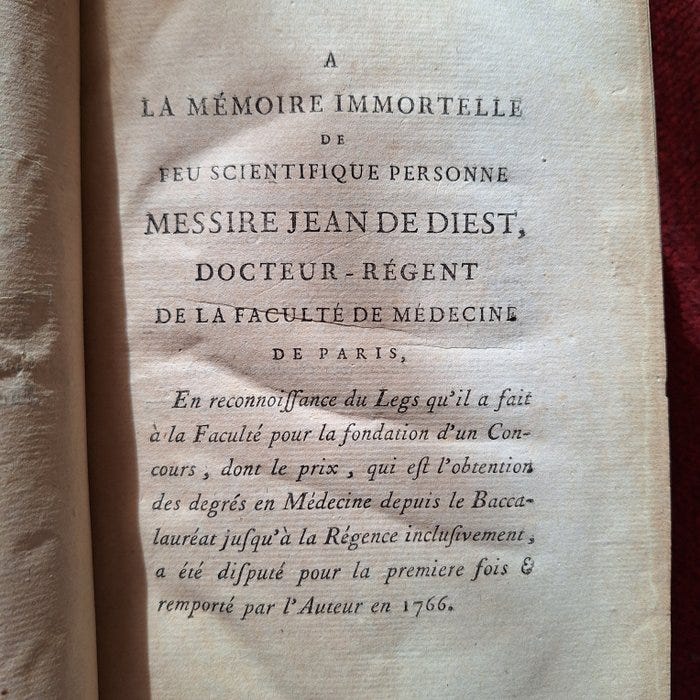 A
LA MÉMOIRE IMMORTELLE
DE
FEU SCIENTIFIQUE PERSONNE
MESSIRE JEAN DE DIEST,
DOCTEUR-RÉGENT
DE LA FACULTÉ DE MÉDECINE
DE PARIS,
En reconnoiſſance du Legs qu'il a fait
à la Faculté pour la fondation d'un Con-
cours, dont le prix, qui eſt l'obtention
des degrés en Médecine depuis le Bacca-
lauréat juſqu'à la Régence incluſivement,
a été diſputé pour la premiere fois &
remporté par l'Auteur en 1766.